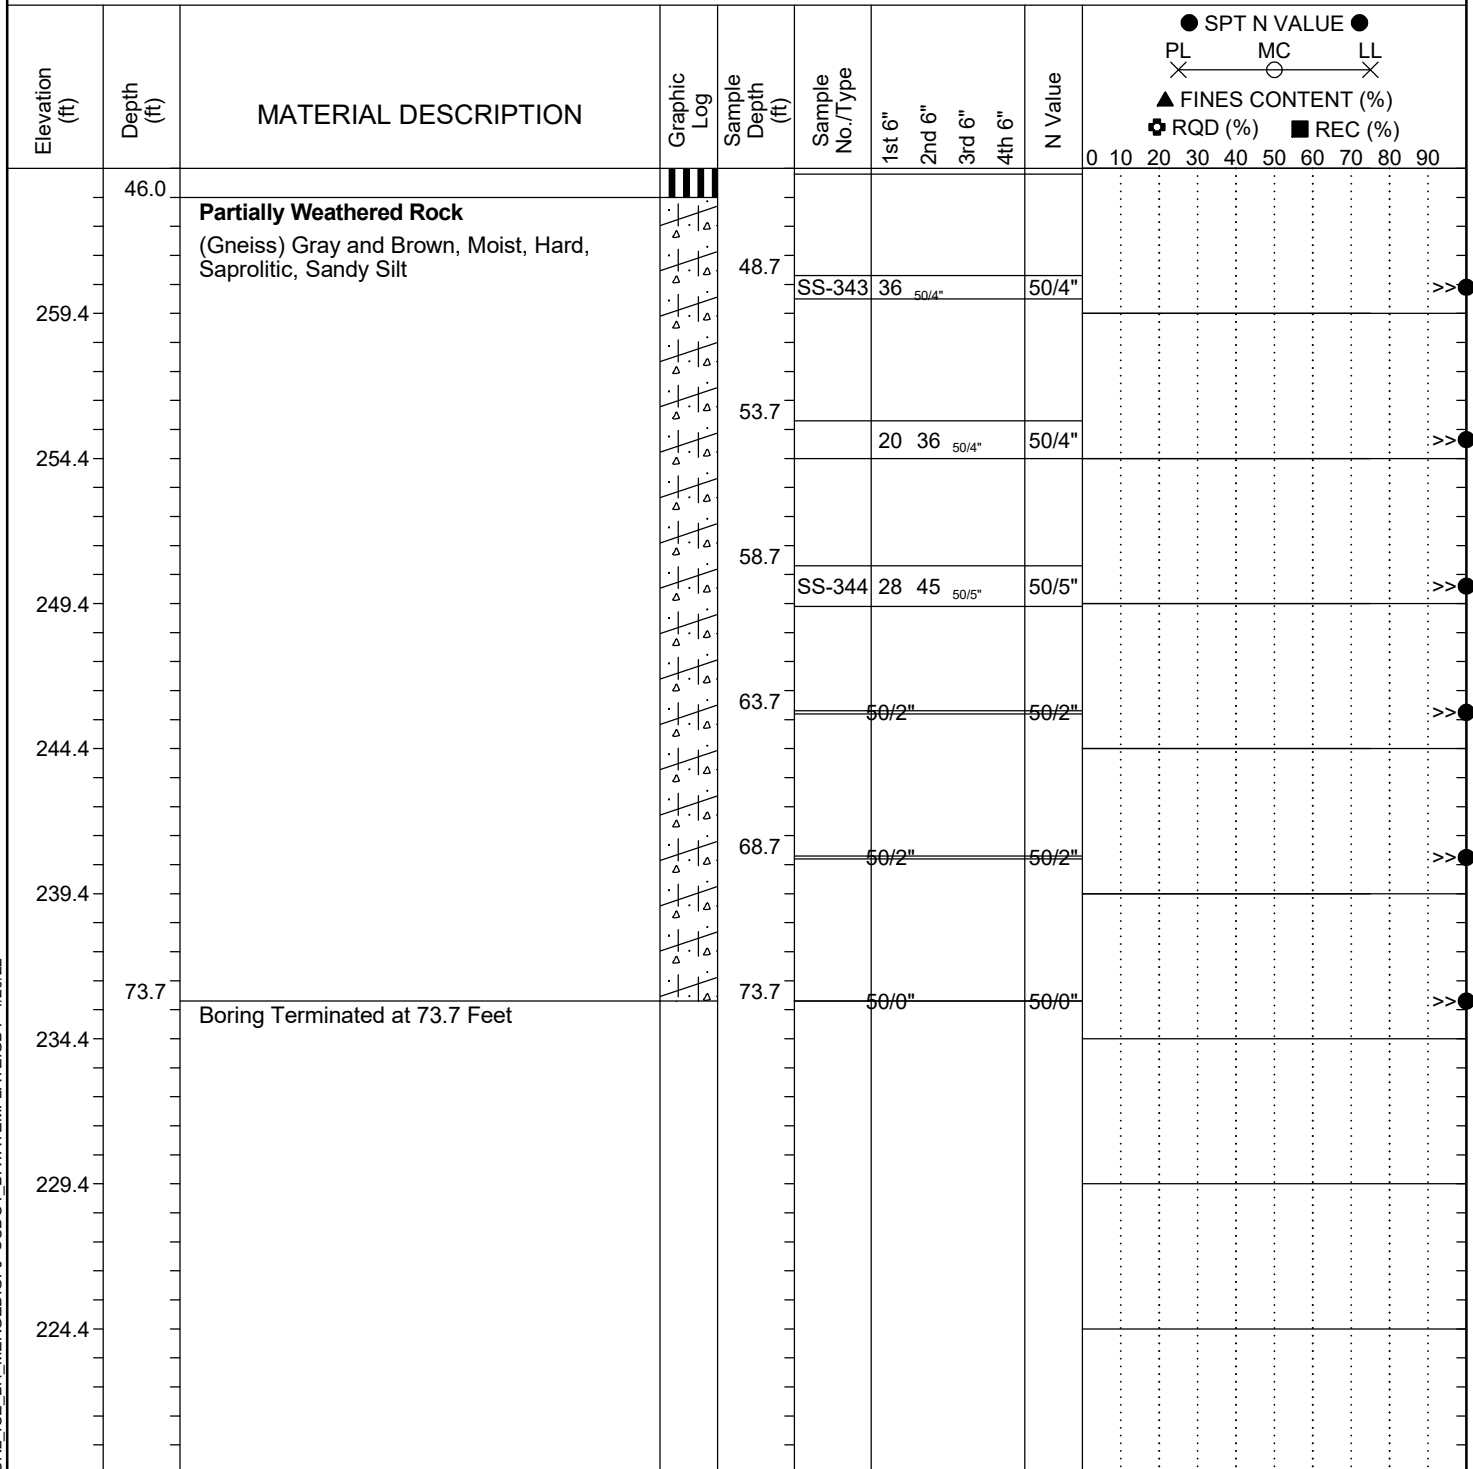 ● SPT N VALUE ●
PL MC LL
▲ FINES CONTENT (%)
RQD (%) ■ REC (%)
0 10 20 30 40 50 60 70 80 90
Elevation (ft)
Depth (ft)
MATERIAL DESCRIPTION
Graphic Log
Sample Depth (ft)
Sample No./Type
1st 6"
2nd 6"
3rd 6"
4th 6"
N Value
46.0
Partially Weathered Rock
(Gneiss) Gray and Brown, Moist, Hard,
Saprolitic, Sandy Silt
48.7
SS-343 36 50/4" 50/4" >>
259.4
53.7
20 36 50/4" 50/4" >>
254.4
58.7
SS-344 28 45 50/5" 50/5" >>
249.4
63.7 50/2" 50/2" >>
244.4
68.7 50/2" 50/2" >>
239.4
73.7 73.7 50/0" 50/0" >>
Boring Terminated at 73.7 Feet
234.4
229.4
224.4